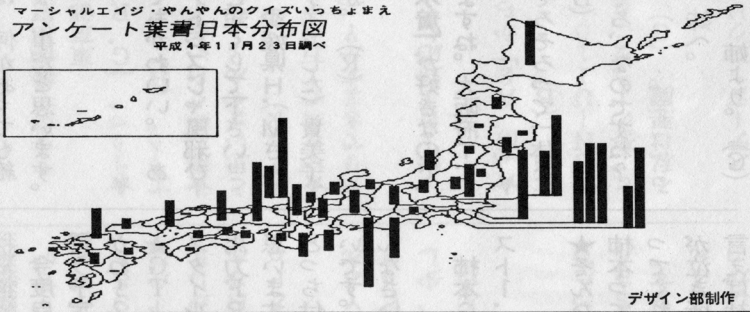 マーシャルエイジ・やんやんのクイズいっちょまえ
アンケート葉書日本分布図
平成4年11月23日調べ
デザイン部制作